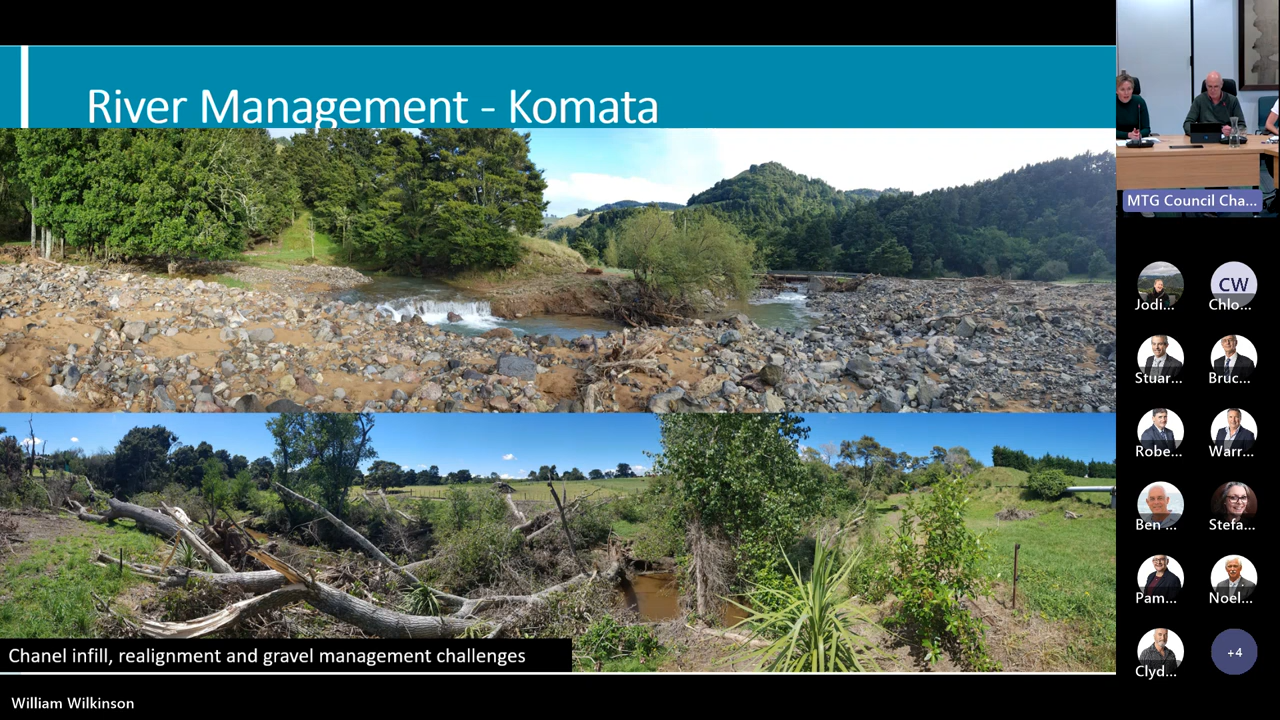 River Management - Komata
Chanel infill, realignment and gravel management challenges
William Wilkinson
MTG Council Cha...
Jodi...
CW
Chlo...
Stuar...
Bruc...
Robe...
Warr...
Ben ...
Stefa...
Pam...
Noel...
Clyd...
+4